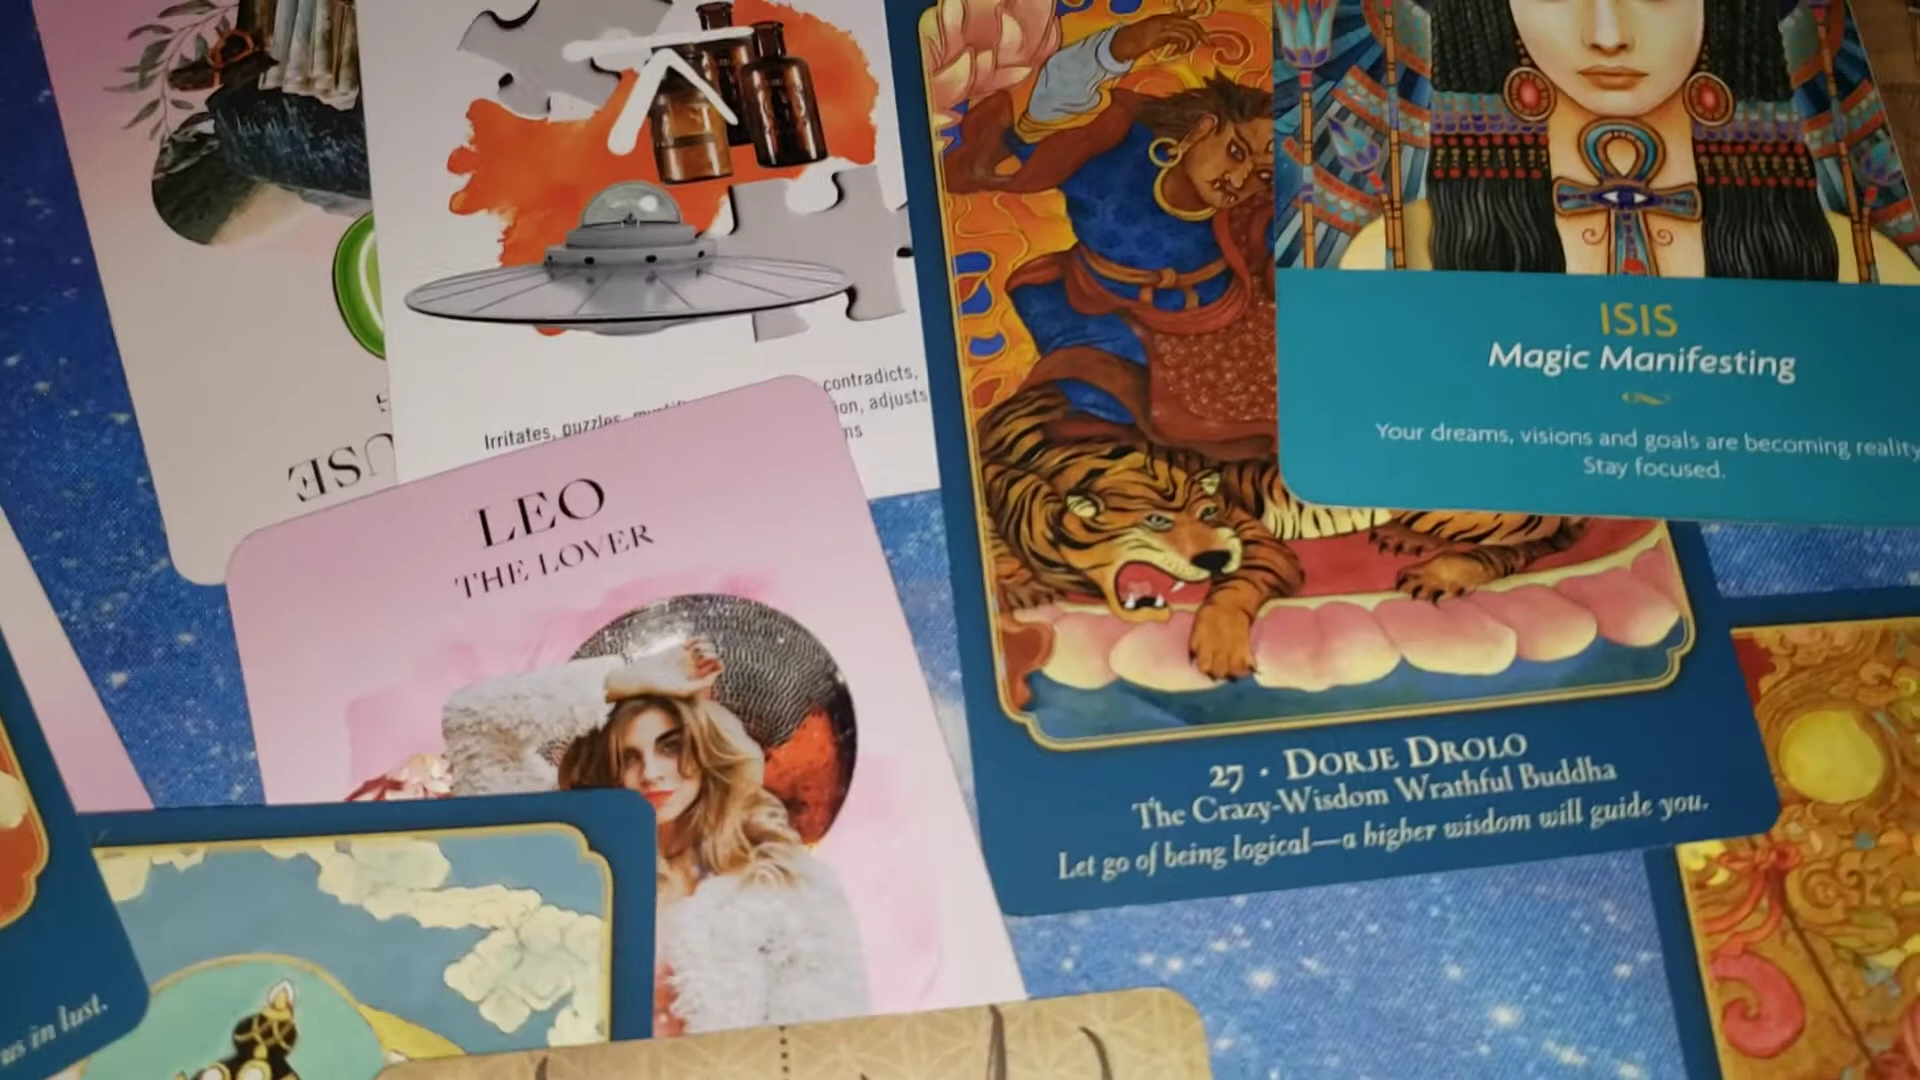 contradicts,
Irritates, puzzles,
adjusts
LEO
THE LOVER
ISIS
Magic Manifesting
Your dreams, visions and goals are becoming reality
Stay focused.
27 · DORJE DROLO
The Crazy-Wisdom Wrathful Buddha
Let go of being logical—a higher wisdom will guide you.
in lust.